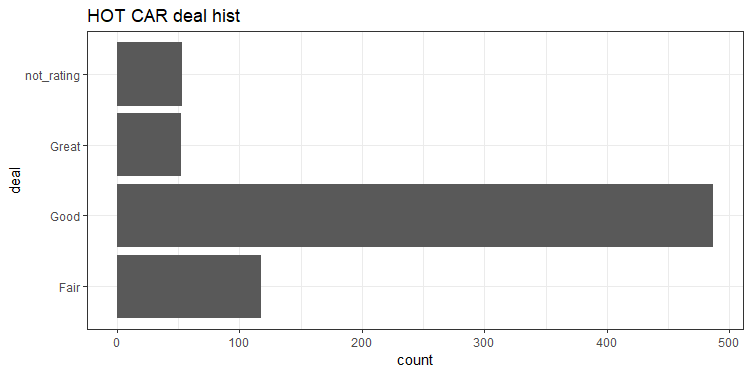 HOT CAR deal hist
not_rating
Great
Good
Fair
deal
0 100 200 300 400 500
count